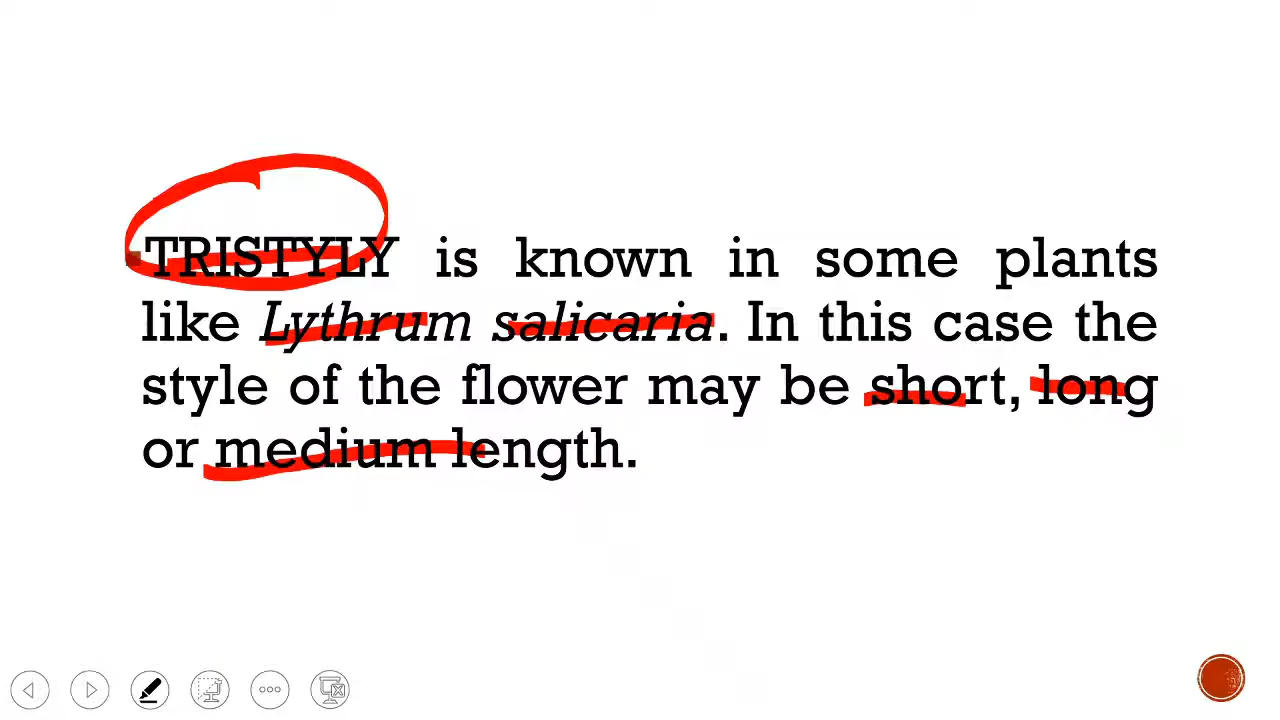 TRISTYLY is known in some plants
like Lythrum salicaria. In this case the
style of the flower may be short, long
or medium length.